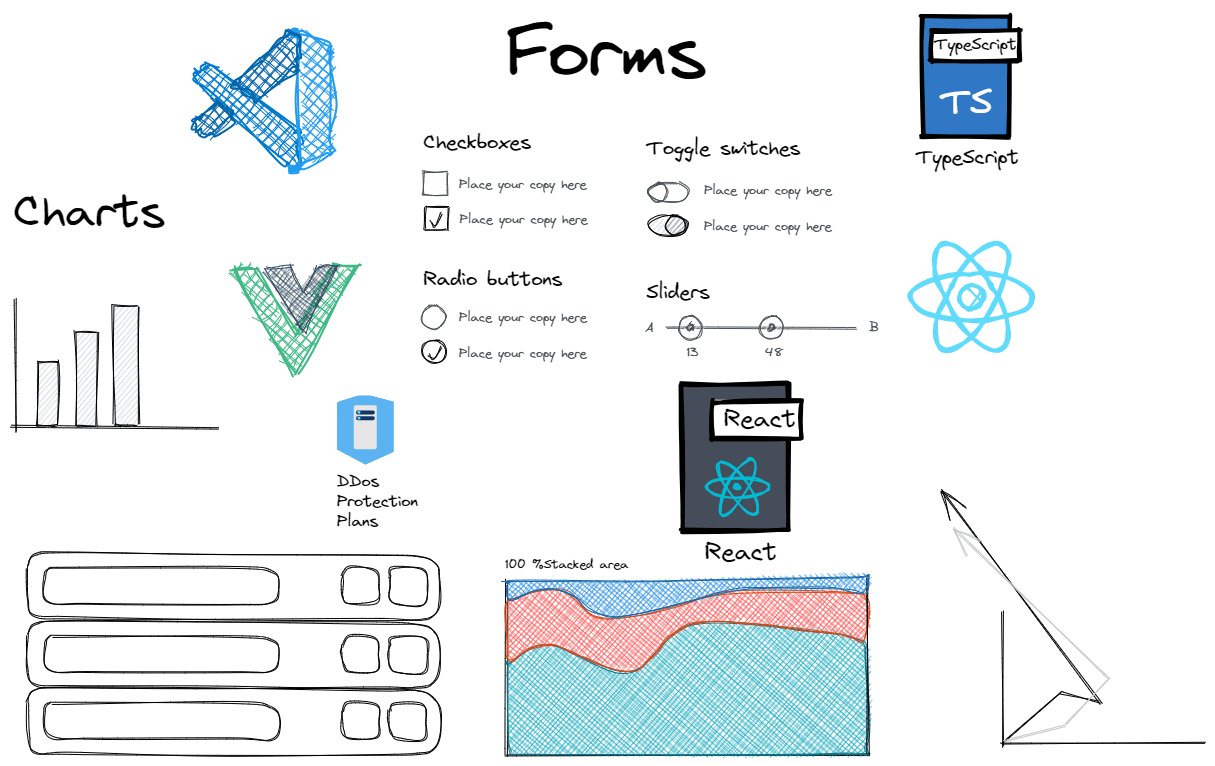 Forms
TypeScript
TS
TypeScript
Checkboxes
Place your copy here
Place your copy here
Toggle switches
Place your copy here
Place your copy here
Charts
Radio buttons
Place your copy here
Place your copy here
Sliders
A
B
13
48
React
React
DDos
Protection
Plans
100 %Stacked area